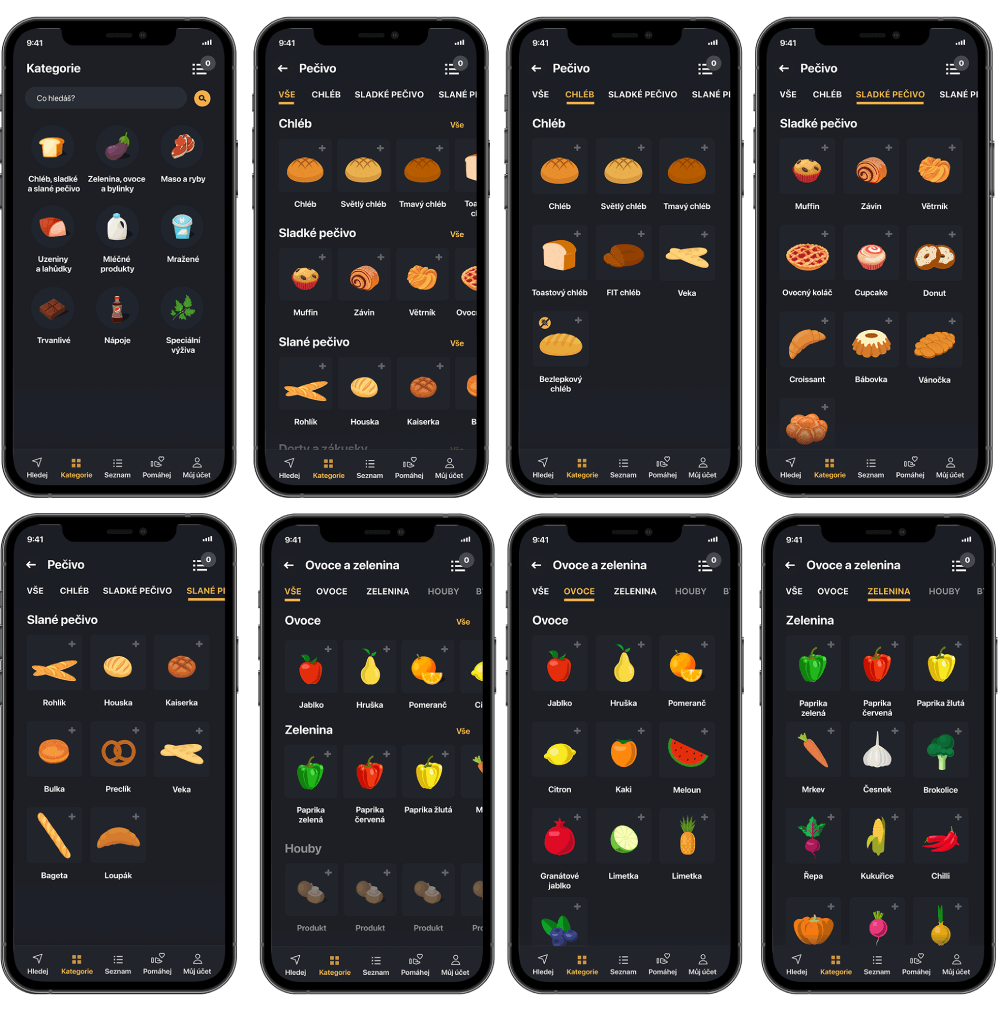 9:41
Kategorie
0
Co hledáš?
Chléb, sladké
a slané pečivo
Zelenina, ovoce
a bylinky
Maso a ryby
Uzeniny
a lahůdky
Mléčné
produkty
Mražené
Trvanlivé
Nápoje
Speciální
výživa
Hledej Kategorie Seznam Pomáhej Můj účet
9:41
Pečivo
0
VŠE CHLÉB SLADKÉ PEČIVO SLANÉ PI
Chléb Vše
Chléb Světlý chléb Tmavý chléb Toa
Sladké pečivo Vše
Muffin Závin Větrník Ovoc
Slané pečivo Vše
Rohlík Houska Kaiserka B
Dorty a zákusky Vše
Hledej Kategorie Seznam Pomáhej Můj účet
9:41
Pečivo
0
VŠE CHLÉB SLADKÉ PEČIVO SLANÉ PI
Chléb
Chléb Světlý chléb Tmavý chléb
Toastový chléb FIT chléb Veka
Bezlepkový
chléb
Hledej Kategorie Seznam Pomáhej Můj účet
9:41
Pečivo
0
VŠE CHLÉB SLADKÉ PEČIVO SLANÉ PI
Sladké pečivo
Muffin Závin Větrník
Ovocný koláč Cupcake Donut
Croissant Bábovka Vánočka
Hledej Kategorie Seznam Pomáhej Můj účet
9:41
Pečivo
0
VŠE CHLÉB SLADKÉ PEČIVO SLANÉ PI
Slané pečivo
Rohlík Houska Kaiserka
Bulka Preclík Veka
Bageta Loupák
Hledej Kategorie Seznam Pomáhej Můj účet
9:41
Ovoce a zelenina
0
VŠE OVOCE ZELENINA HOUBY B
Ovoce Vše
Jablko Hruška Pomeranč Ci
Zelenina Vše
Paprika
zelená
Paprika
červená
Paprika žlutá
M
Houby
Produkt Produkt Produkt Proc
Hledej Kategorie Seznam Pomáhej Můj účet
9:41
Ovoce a zelenina
0
VŠE OVOCE ZELENINA HOUBY B
Ovoce
Jablko Hruška Pomeranč
Citron Kaki Meloun
Granátové
jablko
Limetka Limetka
Hledej Kategorie Seznam Pomáhej Můj účet
9:41
Ovoce a zelenina
0
VŠE OVOCE ZELENINA HOUBY B
Zelenina
Paprika
zelená
Paprika
červená
Paprika žlutá
Mrkev Česnek Brokolice
Řepa Kukuřice Chilli
Hledej Kategorie Seznam Pomáhej Můj účet